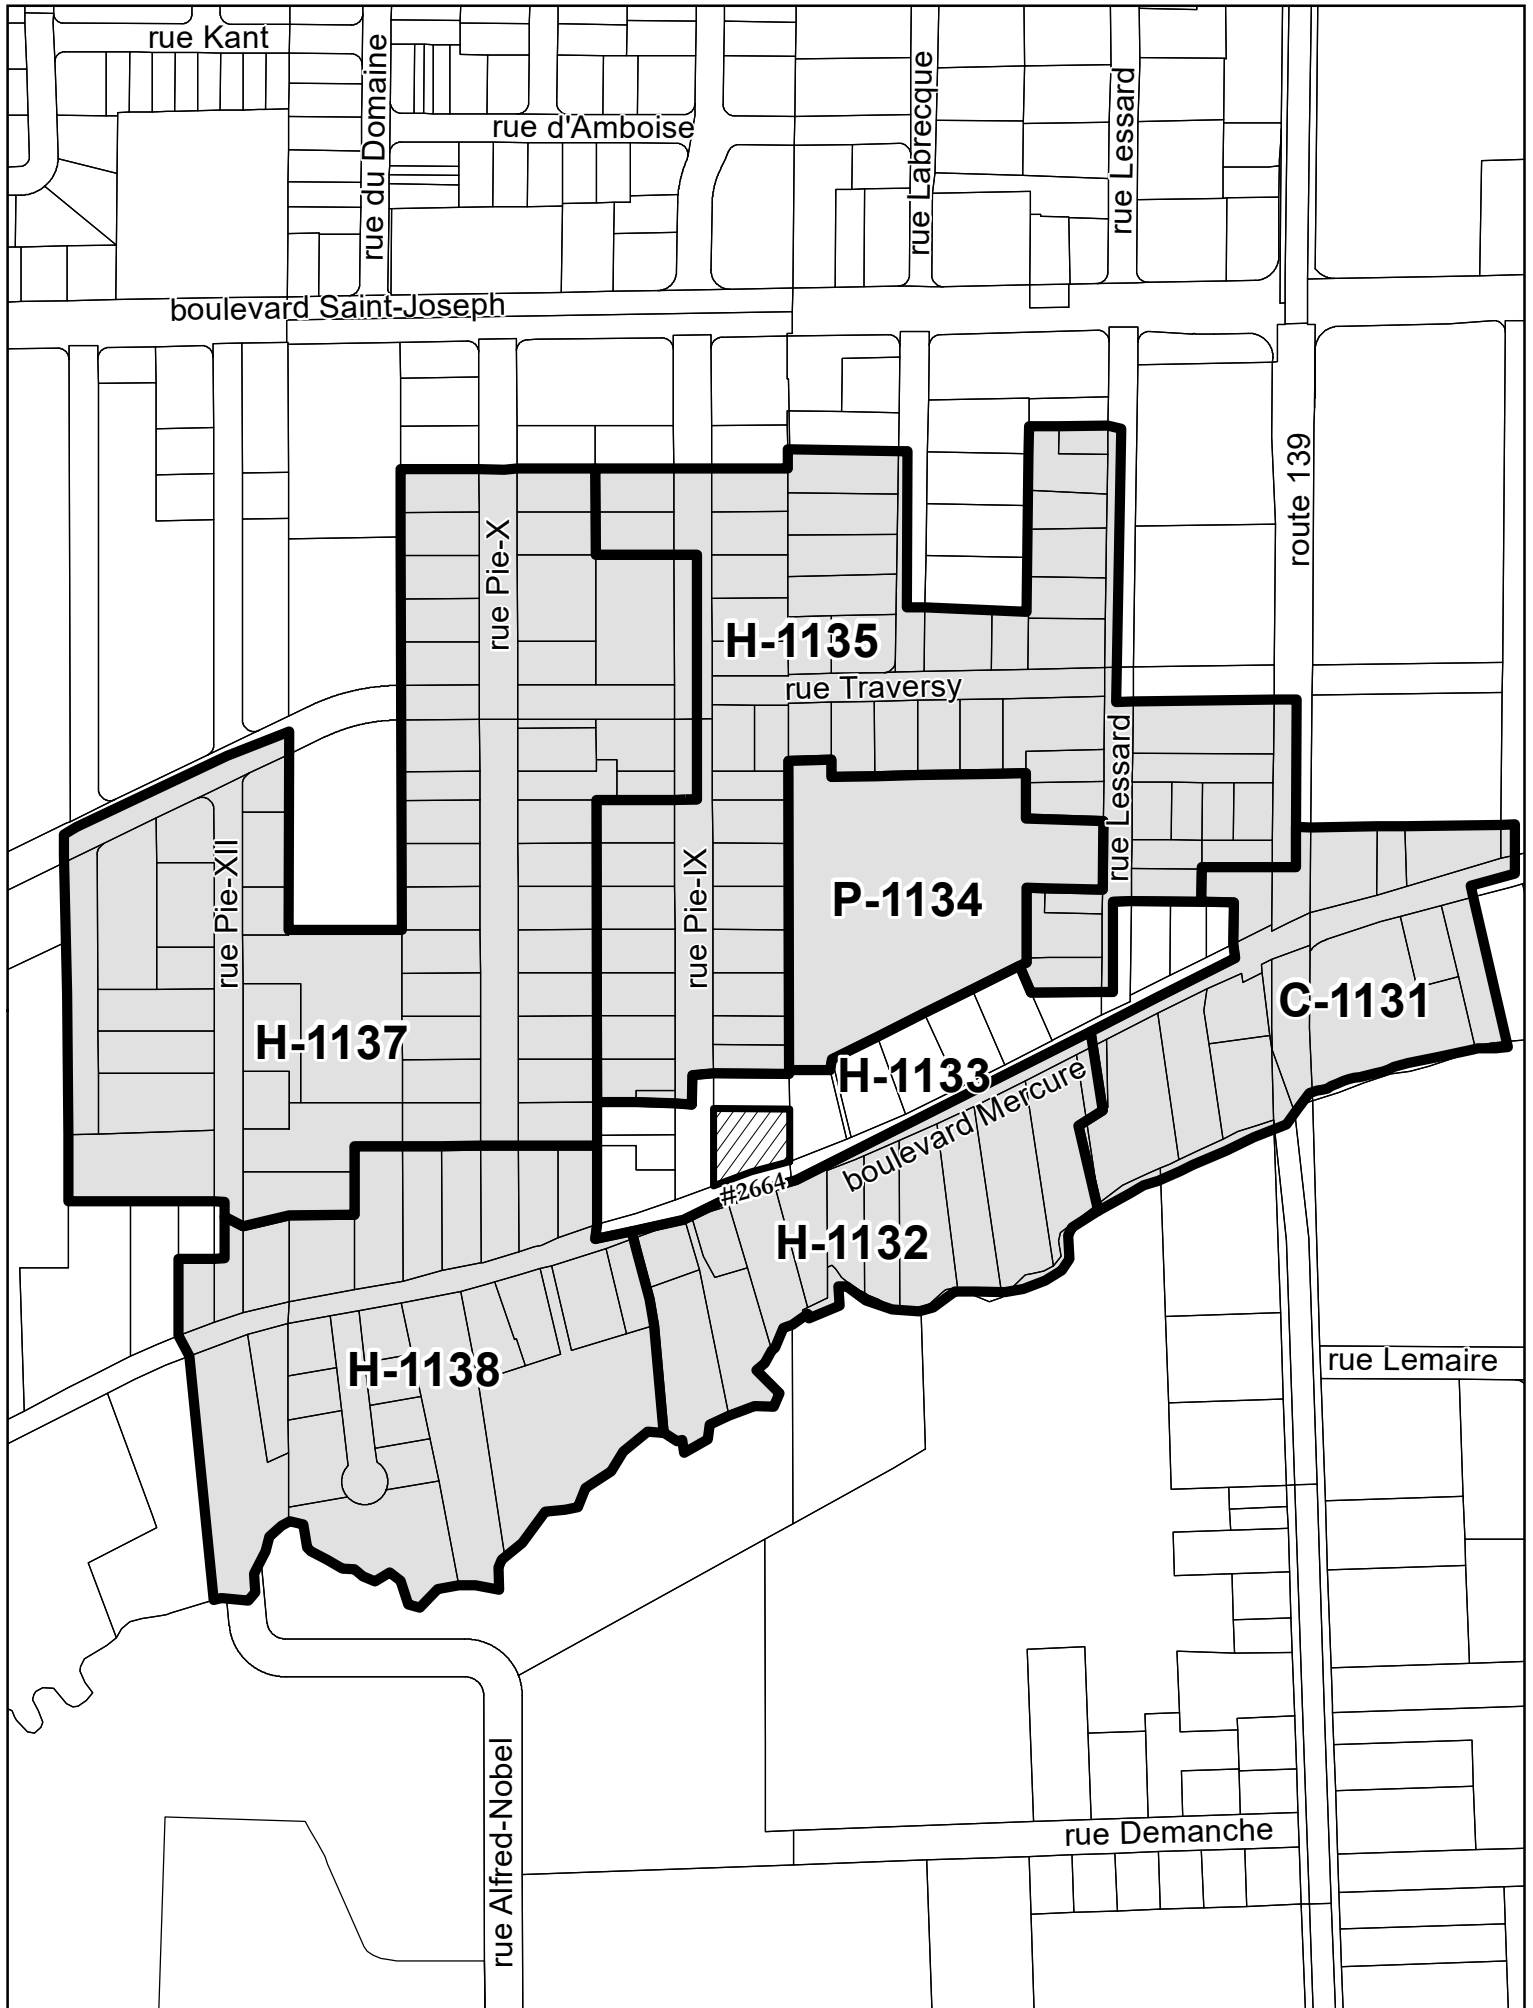 rue Kant
rue du Domaine
rue d'Amboise
rue Labrecque
rue Lessard
boulevard Saint-Joseph
route 139
rue Pie-X
H-1135
rue Traversy
rue Lessard
rue Pie-XII
rue Pie-IX
P-1134
C-1131
H-1137
H-1133
boulevard Mercure
#2664
H-1132
H-1138
rue Lemaire
rue Alfred-Nobel
rue Demanche